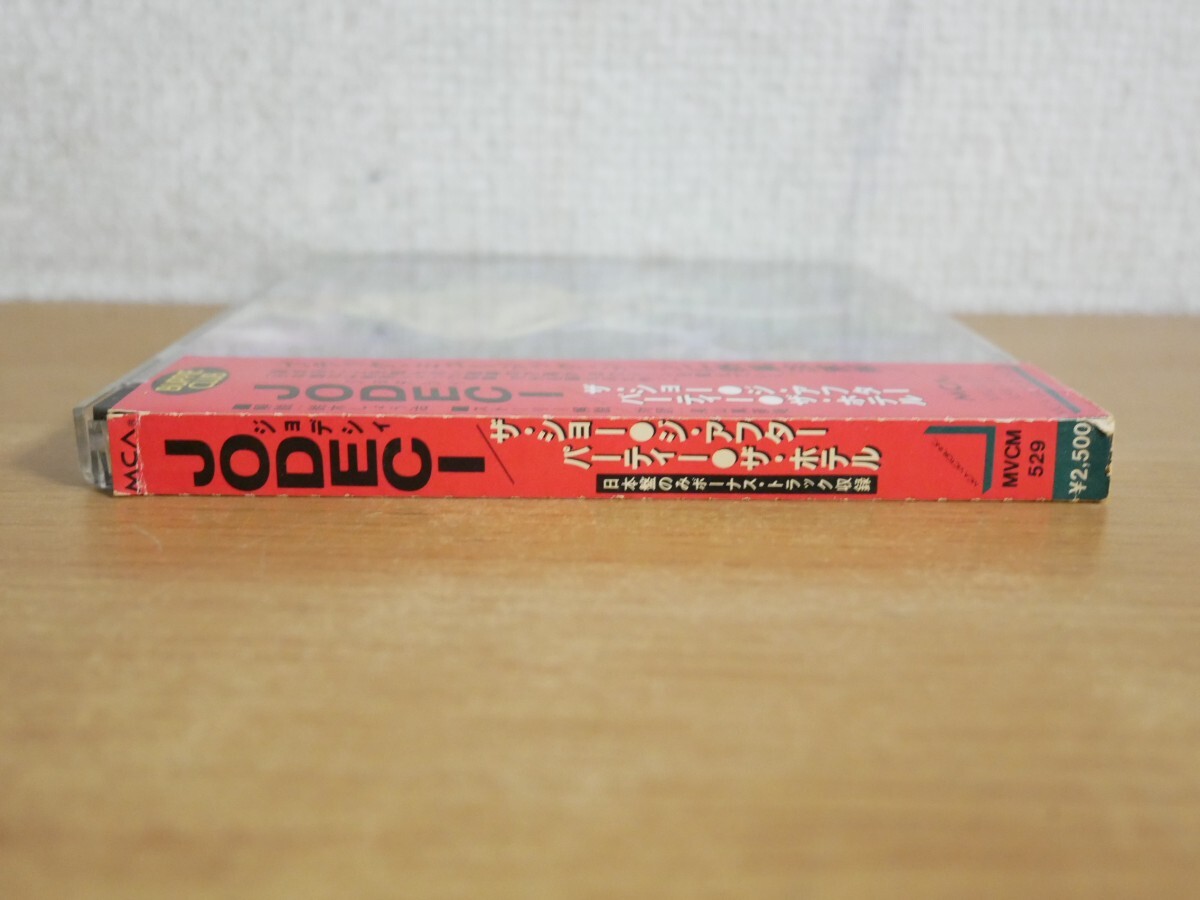 JODECI
ザ・ショー●ジ・アフター
パーティー●ザ・ホテル
MCA
MCA
ジョデシィ
JODECI
ザ・ショー●ジ・アフター
パーティー●ザ・ホテル
日本盤のみボーナス・トラック収録
MVCM
529
¥2,500